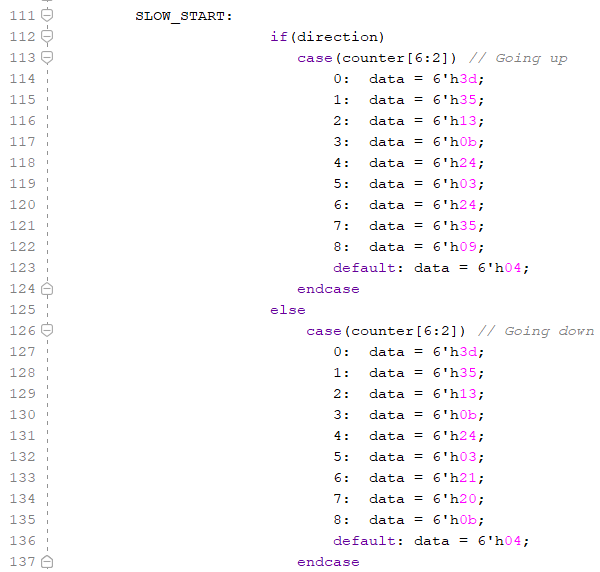 111 SLOW_START:
112 if(direction)
113 case(counter[6:2]) // Going up
114 0: data = 6'h3d;
115 1: data = 6'h35;
116 2: data = 6'h13;
117 3: data = 6'h0b;
118 4: data = 6'h24;
119 5: data = 6'h03;
120 6: data = 6'h24;
121 7: data = 6'h35;
122 8: data = 6'h09;
123 default: data = 6'h04;
124 endcase
125 else
126 case(counter[6:2]) // Going down
127 0: data = 6'h3d;
128 1: data = 6'h35;
129 2: data = 6'h13;
130 3: data = 6'h0b;
131 4: data = 6'h24;
132 5: data = 6'h03;
133 6: data = 6'h21;
134 7: data = 6'h20;
135 8: data = 6'h0b;
136 default: data = 6'h04;
137 endcase